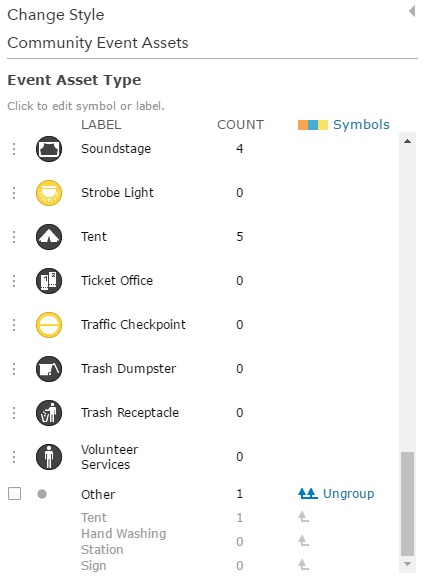 Change Style
Community Event Assets
Event Asset Type
Click to edit symbol or label.
LABEL COUNT Symbols
Soundstage 4
Strobe Light 0
Tent 5
1 2
Ticket Office 0
Traffic Checkpoint 0
Trash Dumpster 0
Trash Receptacle 0
Volunteer
Services 0
Other 1 Ungroup
Tent 1
Hand Washing
Station 0
Sign 0